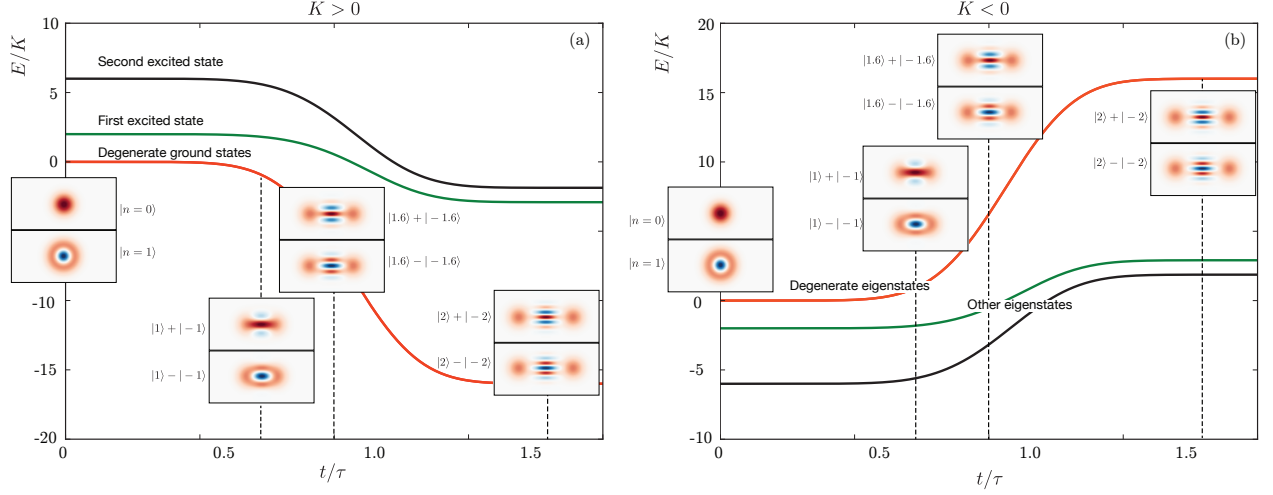 K > 0
(a)
E/K
10
5
0
-10
-15
-20
Second excited state
First excited state
Degenerate ground states
|n = 0⟩
|n = 1⟩
|1⟩ + | − 1⟩
|1⟩ − | − 1⟩
|1.6⟩ + | − 1.6⟩
|1.6⟩ − | − 1.6⟩
|2⟩ + | − 2⟩
|2⟩ − | − 2⟩
0
0.5
1.0
1.5
t/τ
K < 0
(b)
E/K
20
15
10
0
-5
-10
|n = 0⟩
|n = 1⟩
|1⟩ + | − 1⟩
|1⟩ − | − 1⟩
|1.6⟩ + | − 1.6⟩
|1.6⟩ − | − 1.6⟩
|2⟩ + | − 2⟩
|2⟩ − | − 2⟩
Degenerate eigenstates
Other eigenstates
0
0.5
1.0
1.5
t/τ